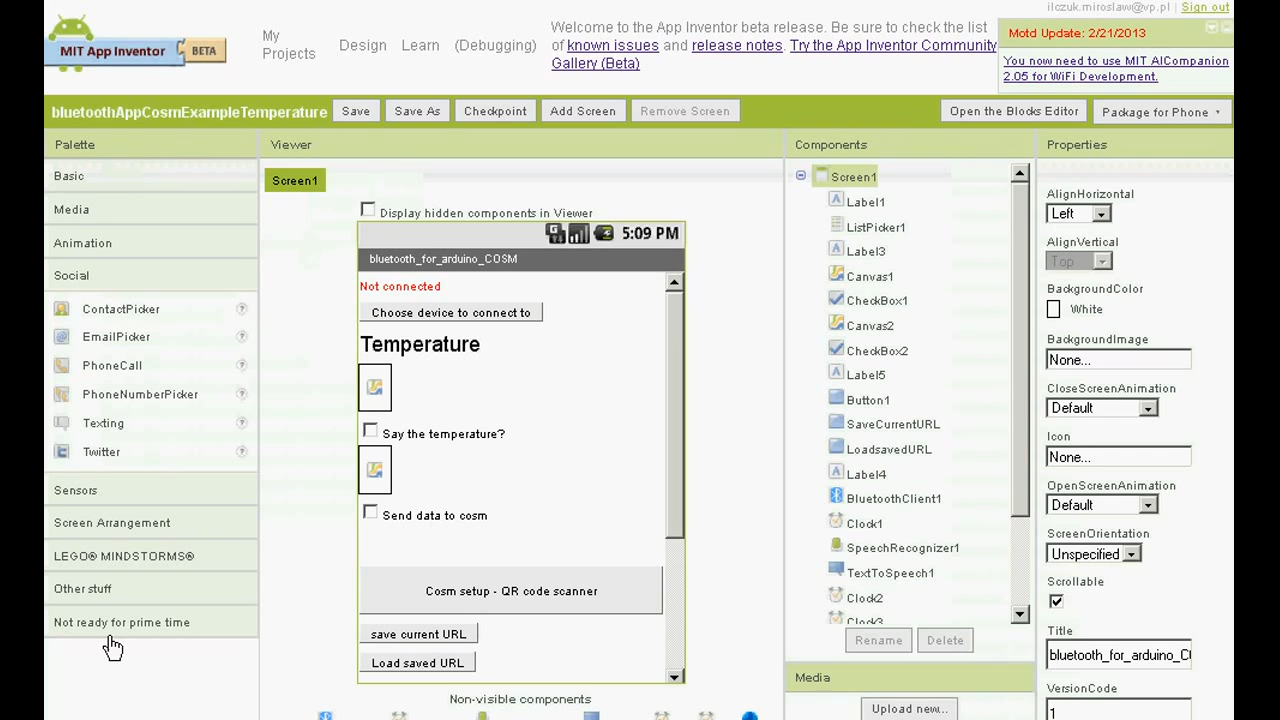 ilczuk.miroslaw@vp.pl Sign out
MIT App Inventor BETA
My Projects
Design Learn (Debugging)
Welcome to the App Inventor beta release. Be sure to check the list
of known issues and release notes. Try the App Inventor Community
Gallery (Beta)
Motd Update: 2/21/2013
You now need to use MIT AICompanion
2.05 for WiFi Development.
bluetoothAppCosmExampleTemperature Save Save As Checkpoint Add Screen Remove Screen Open the Blocks Editor Package for Phone
Palette
Basic
Media
Animation
Social
ContactPicker ?
EmailPicker ?
PhoneCall ?
PhoneNumberPicker ?
Texting ?
Twitter ?
Sensors
Screen Arrangement
LEGO® MINDSTORMS®
Other stuff
Not ready for prime time
Viewer
Screen1
Display hidden components in Viewer
5:09 PM
bluetooth_for_arduino_COSM
Not connected
Choose device to connect to
Temperature
Say the temperature?
Send data to cosm
Cosm setup - QR code scanner
save current URL
Load saved URL
Non-visible components
Components
Screen1
Label1
ListPicker1
Label3
Canvas1
CheckBox1
Canvas2
CheckBox2
Label5
Button1
SaveCurrentURL
LoadsavedURL
Label4
BluetoothClient1
Clock1
SpeechRecognizer1
TextToSpeech1
Clock2
Clock3
Rename Delete
Media
Upload new...
Properties
AlignHorizontal
Left
AlignVertical
Top
BackgroundColor
White
BackgroundImage
None...
CloseScreenAnimation
Default
Icon
None...
OpenScreenAnimation
Default
ScreenOrientation
Unspecified
Scrollable
Title
bluetooth_for_arduino_C
VersionCode
1